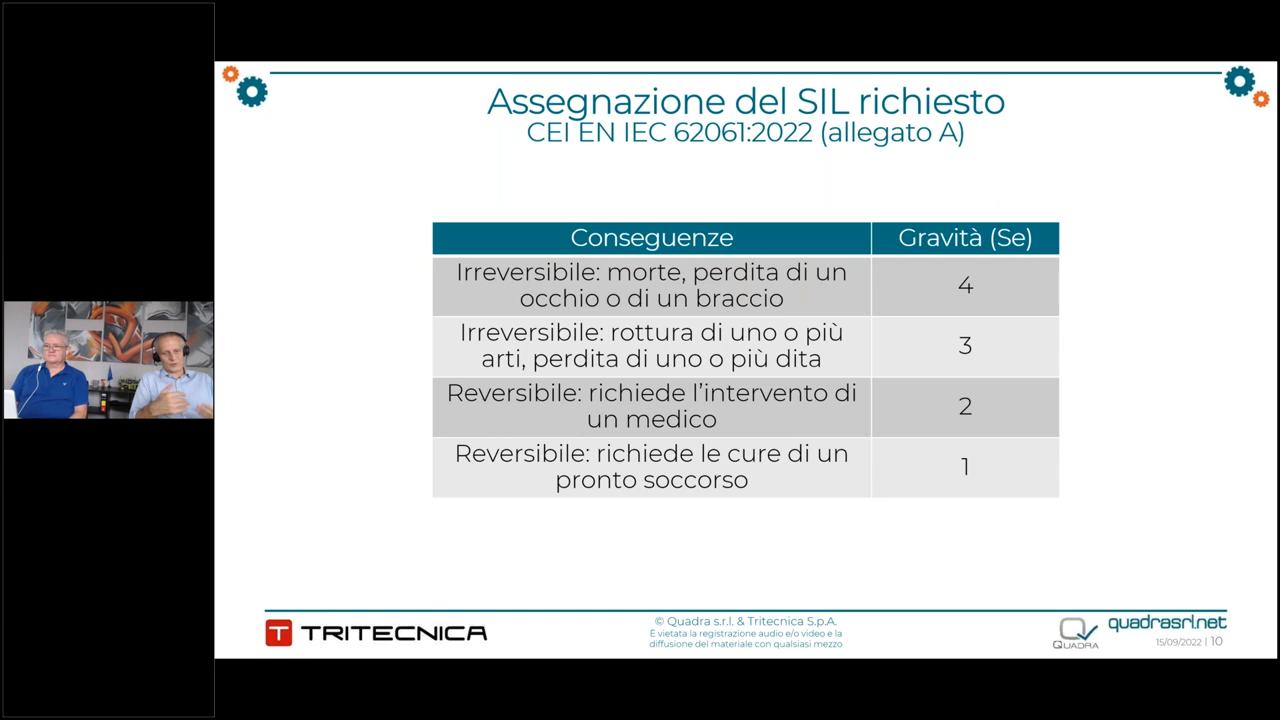 Assegnazione del SIL richiesto
CEI EN IEC 62061:2022 (allegato A)
Conseguenze
Gravità (Se)
Irreversibile: morte, perdita di un
occhio o di un braccio
4
Irreversibile: rottura di uno o più
arti, perdita di uno o più dita
3
Reversibile: richiede l'intervento di
un medico
2
Reversibile: richiede le cure di un
pronto soccorso
1
T TRITECNICA
© Quadra s.r.l. & Tritecnica S.p.A.
È vietata la registrazione audio e/o video e la
diffusione del materiale con qualsiasi mezzo
QUADRA
quadrasrl.net
15/09/2022 | 10